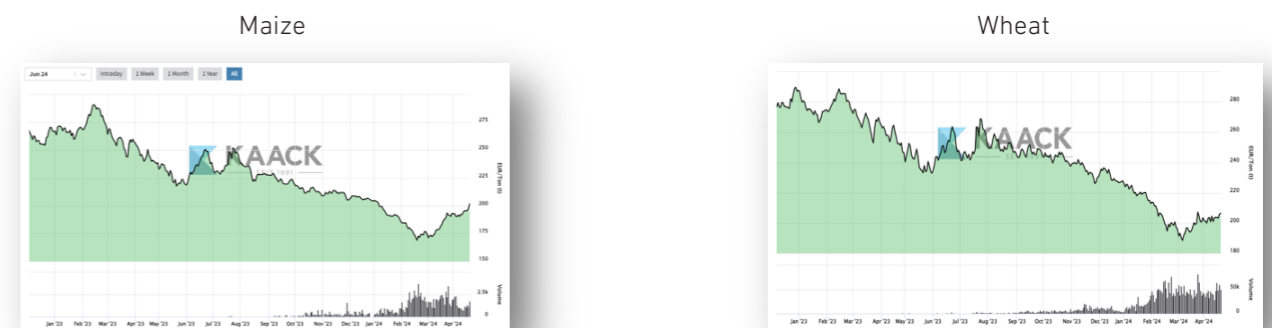 Maize
Wheat
Jun 24
Intraday
1 Week
1 Month
1 Year
All
275
250
225
200
175
150
EUR/Ton (t)
KAACK
2.5k
0
Volume
Jan '23 Feb '23 Mar '23 Apr '23 May '23 Jun '23 Jul '23 Aug '23 Sep '23 Oct '23 Nov '23 Dec '23 Jan '24 Feb '24 Mar '24 Apr '24
280
260
240
220
200
180
EUR/Ton (t)
KAACK
50k
0
Volume
Jan '23 Feb '23 Mar '23 Apr '23 May '23 Jun '23 Jul '23 Aug '23 Sep '23 Oct '23 Nov '23 Dec '23 Jan '24 Feb '24 Mar '24 Apr '24